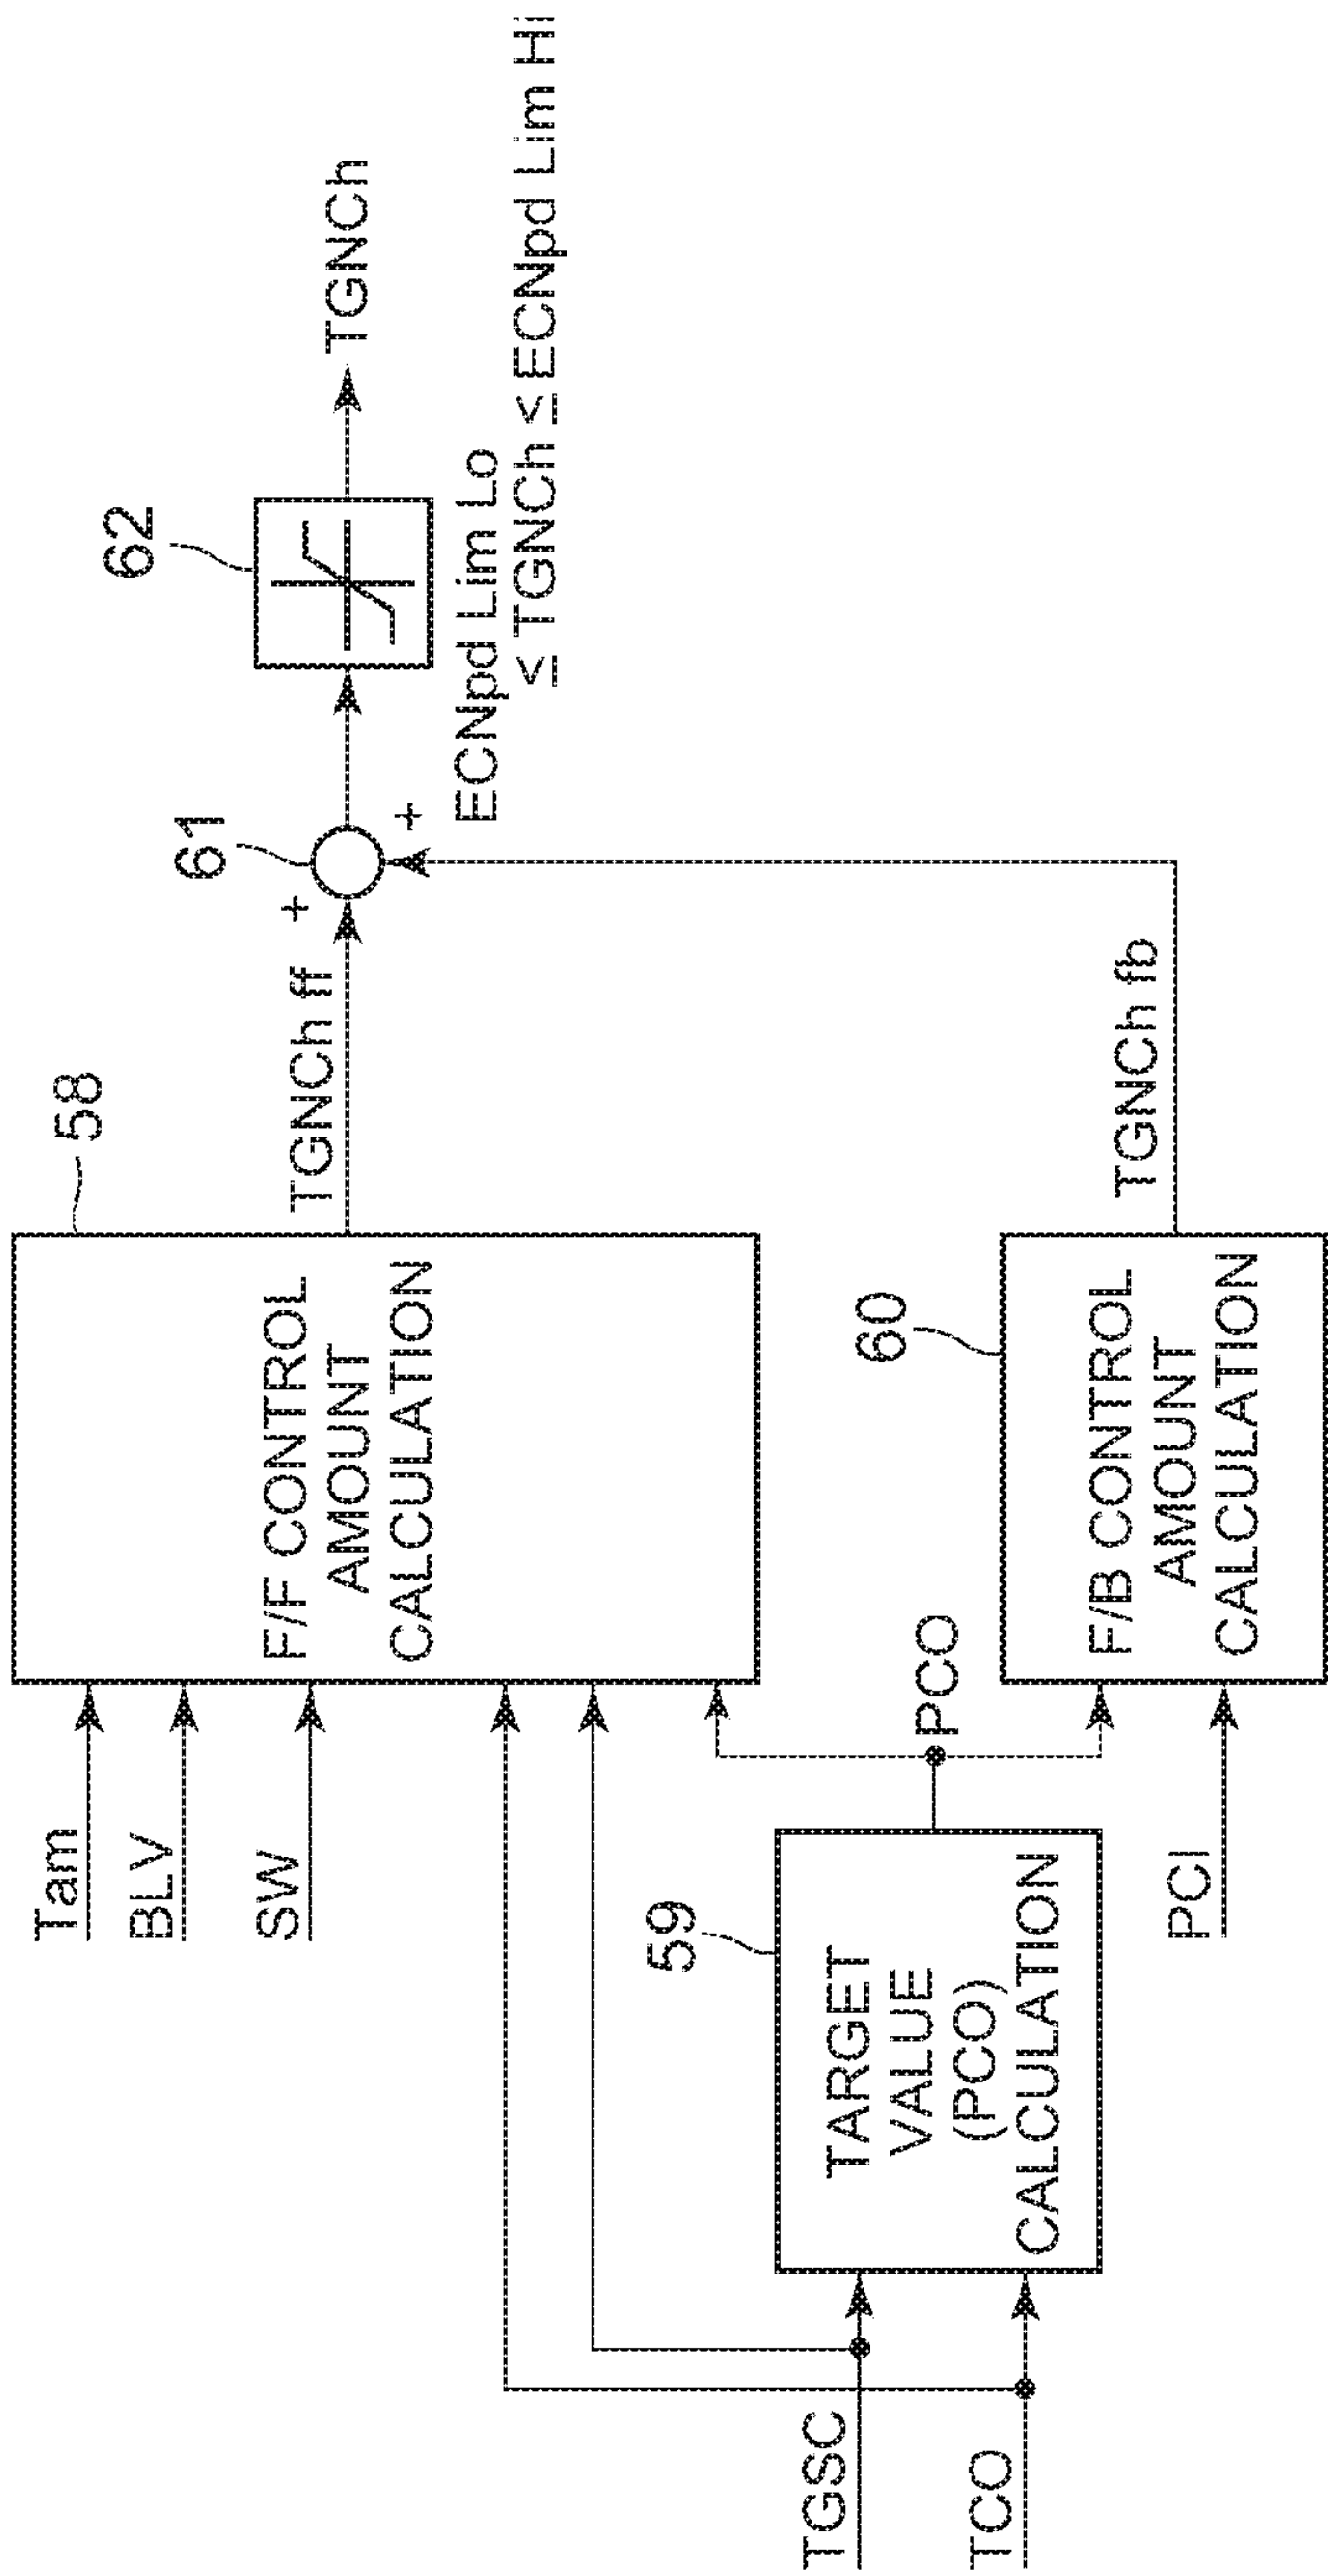 Tam
BLV
SW
F/F CONTROL
AMOUNT
CALCULATION
58
TGNCh ff
+
61
+
62
TGNCh
ECNpd Lim Lo
≤ TGNCh ≤ ECNpd Lim Hi
TGSC
TCO
59
TARGET
VALUE
(PCO)
CALCULATION
PCO
PCI
60
F/B CONTROL
AMOUNT
CALCULATION
TGNCh fb